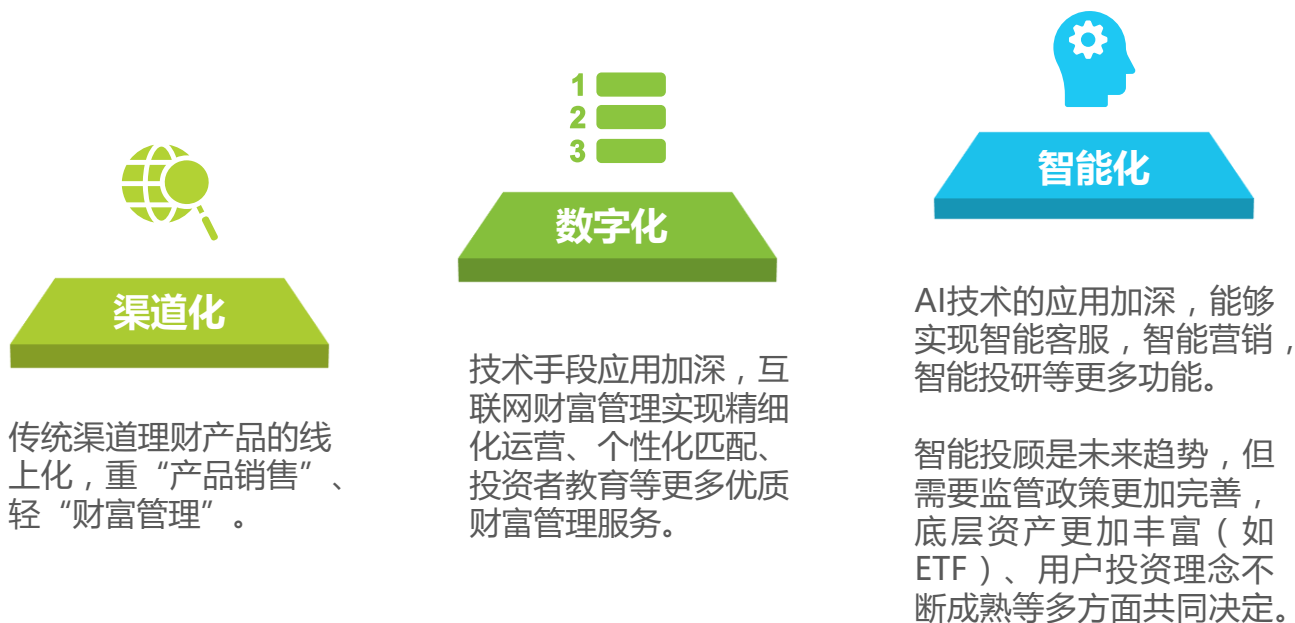 渠道化
传统渠道理财产品的线
上化，重“产品销售”、
轻“财富管理”。
1
2
3
数字化
技术手段应用加深，互
联网财富管理实现精细
化运营、个性化匹配、
投资者教育等更多优质
财富管理服务。
智能化
AI技术的应用加深，能够
实现智能客服，智能营销，
智能投研等更多功能。
智能投顾是未来趋势，但
需要监管政策更加完善，
底层资产更加丰富（如
ETF）、用户投资理念不
断成熟等多方面共同决定。